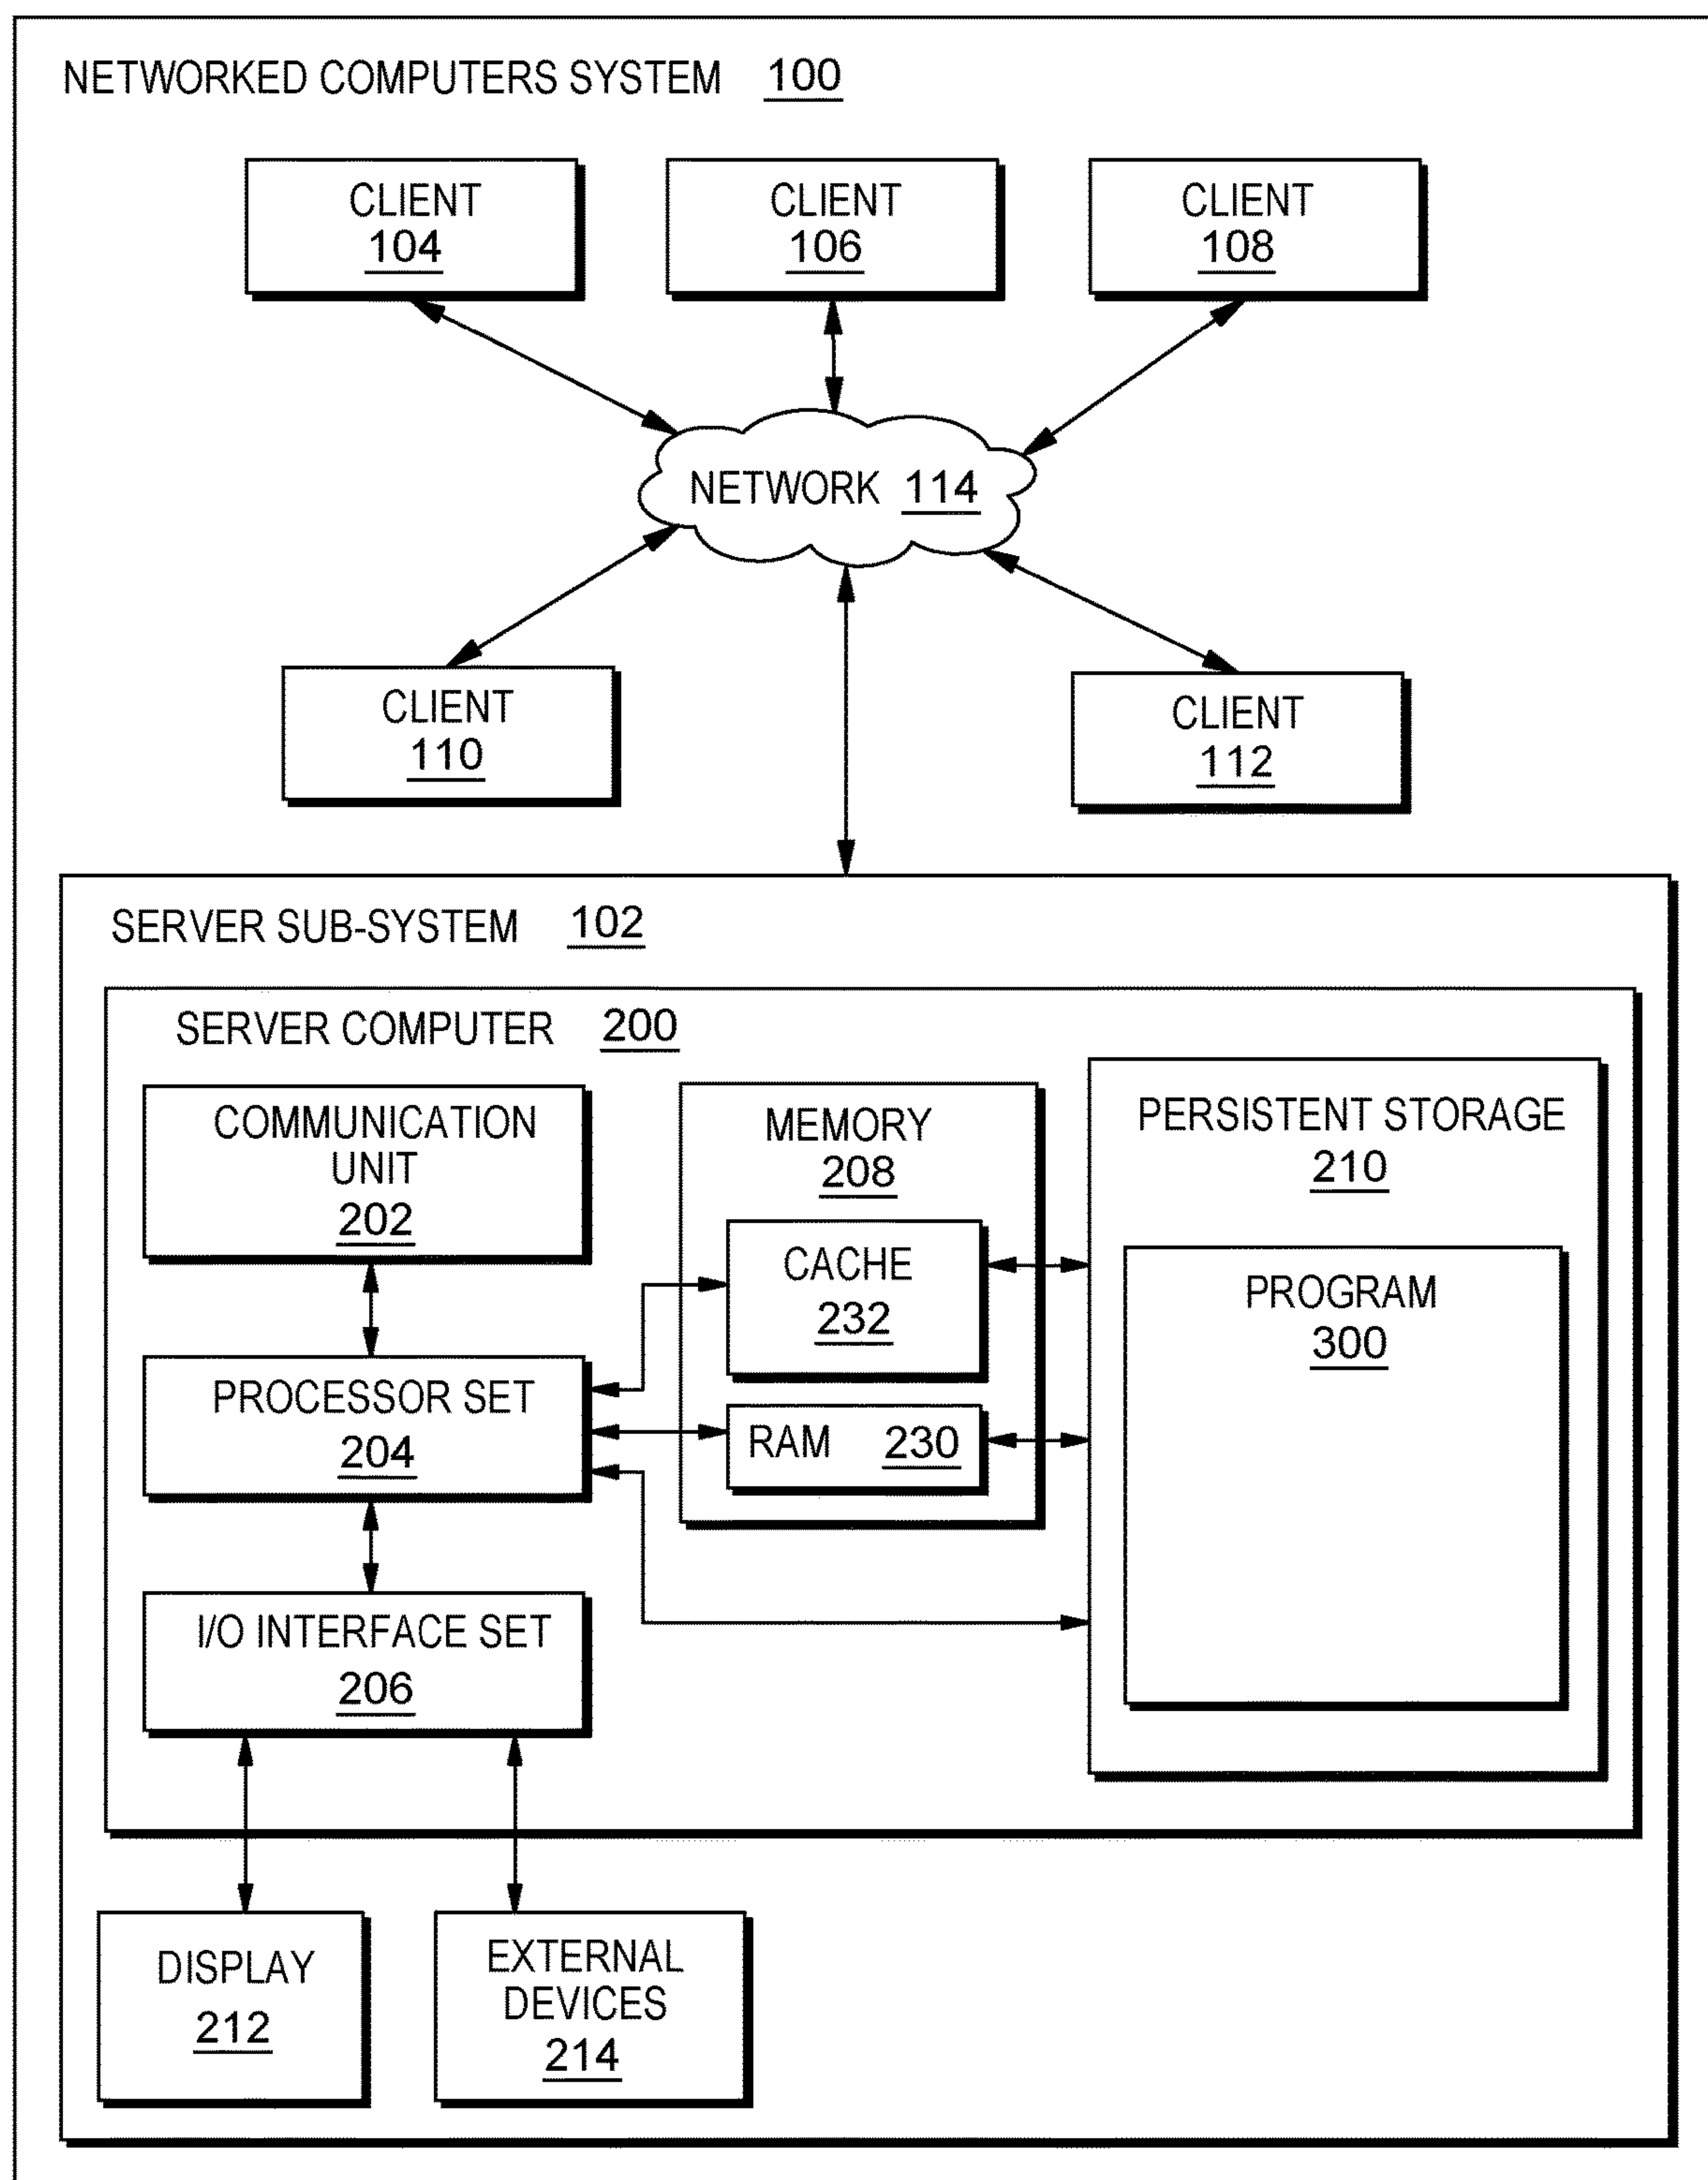 NETWORKED COMPUTERS SYSTEM 100
CLIENT
104
CLIENT
106
CLIENT
108
NETWORK 114
CLIENT
110
CLIENT
112
SERVER SUB-SYSTEM 102
SERVER COMPUTER 200
COMMUNICATION
UNIT
202
PROCESSOR SET
204
I/O INTERFACE SET
206
MEMORY
208
CACHE
232
RAM 230
PERSISTENT STORAGE
210
PROGRAM
300
DISPLAY
212
EXTERNAL
DEVICES
214